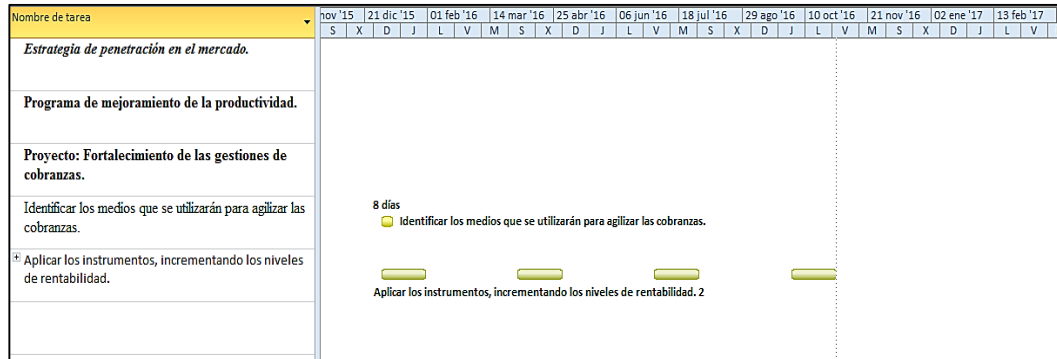 Nombre de tarea
nov '15 21 dic '15 01 feb '16 14 mar '16 25 abr '16 06 jun '16 18 jul '16 29 ago '16 10 oct '16 21 nov '16 02 ene '17 13 feb '17
S X D J L V M S X D J L V M S X D J L V M S X D J L V
Estrategia de penetración en el mercado.
Programa de mejoramiento de la productividad.
Proyecto: Fortalecimiento de las gestiones de
cobranzas.
Identificar los medios que se utilizarán para agilizar las
cobranzas.
8 días
Identificar los medios que se utilizarán para agilizar las cobranzas.
Aplicar los instrumentos, incrementando los niveles
de rentabilidad.
Aplicar los instrumentos, incrementando los niveles de rentabilidad. 2